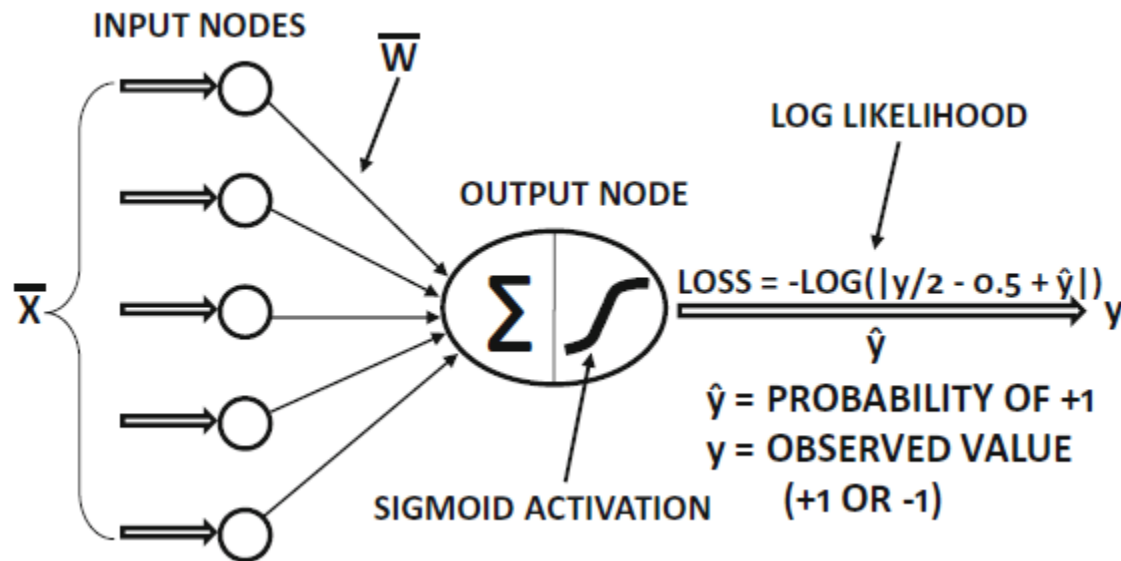 INPUT NODES
W̅
LOG LIKELIHOOD
OUTPUT NODE
X̅
∑
LOSS = -LOG(|y/2 - 0.5 + ŷ|)
y
ŷ
ŷ = PROBABILITY OF +1
y = OBSERVED VALUE
(+1 OR -1)
SIGMOID ACTIVATION